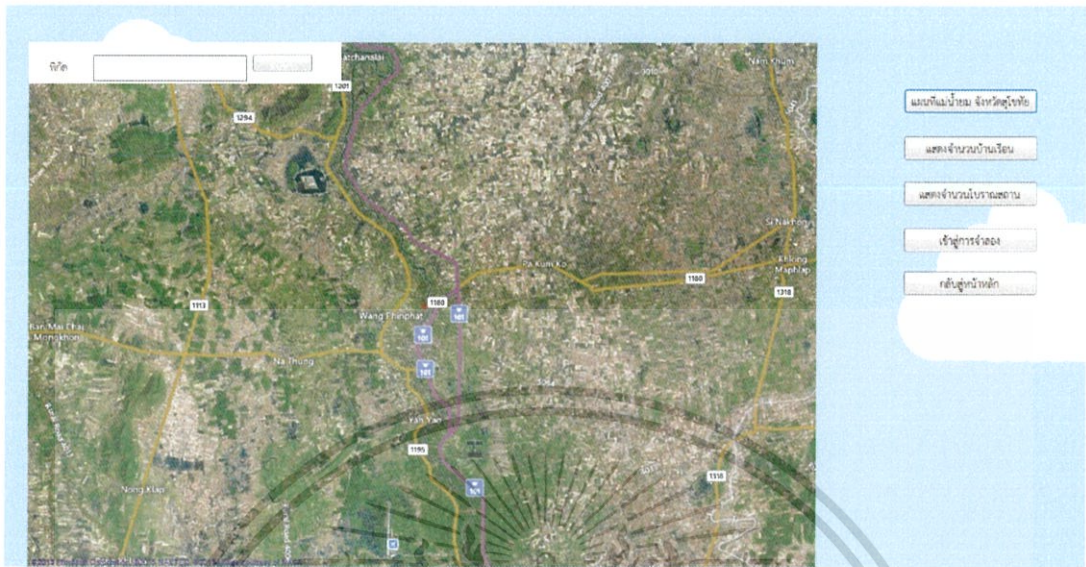 พิกัด
atchanalai
1201
1294
3010
Nam Khum
แผนที่แม่น้ำยม จังหวัดสุโขทัย
แสดงจำนวนบ้านเรือน
แสดงจำนวนโบราณสถาน
เข้าสู่การจำลอง
กลับสู่หน้าหลัก
Si Nakhon
Pa Kum Ko
Khlong
Maphlap
1180
1318
1113
1180
101
Wang Phinphat
101
101
Ban Mai Chai
Mongkhon
Na Thung
Yan Yao
1195
1318
101
Nong Klap